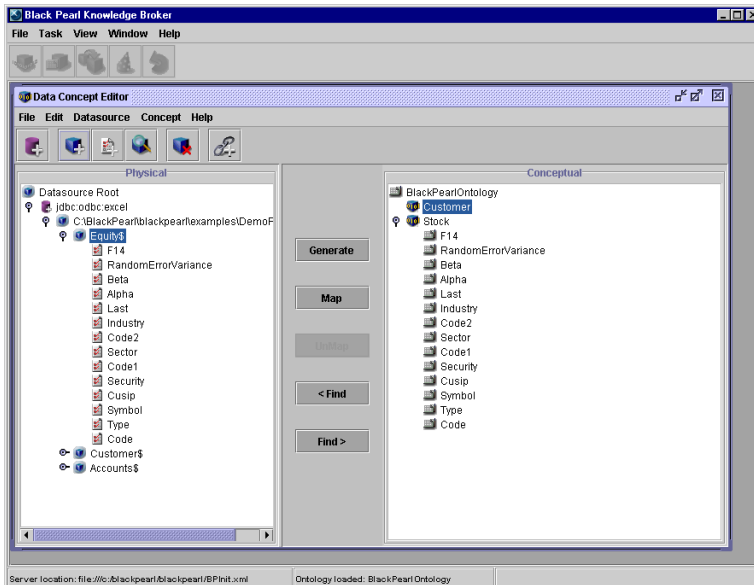 Black Pearl Knowledge Broker
File Task View Window Help
Data Concept Editor
File Edit Datasource Concept Help
Physical
Datasource Root
jdbc:odbc:excel
C:\BlackPearl\blackpearl\examples\DemoF
Equity$
F14
RandomErrorVariance
Beta
Alpha
Last
Industry
Code2
Sector
Code1
Security
Cusip
Symbol
Type
Code
Customer$
Accounts$
Generate
Map
UnMap
< Find
Find >
Conceptual
BlackPearlOntology
Customer
Stock
F14
RandomErrorVariance
Beta
Alpha
Last
Industry
Code2
Sector
Code1
Security
Cusip
Symbol
Type
Code
Server location: file:///c:/blackpearl/blackpearl/BPInit.xml
Ontology loaded: BlackPearlOntology